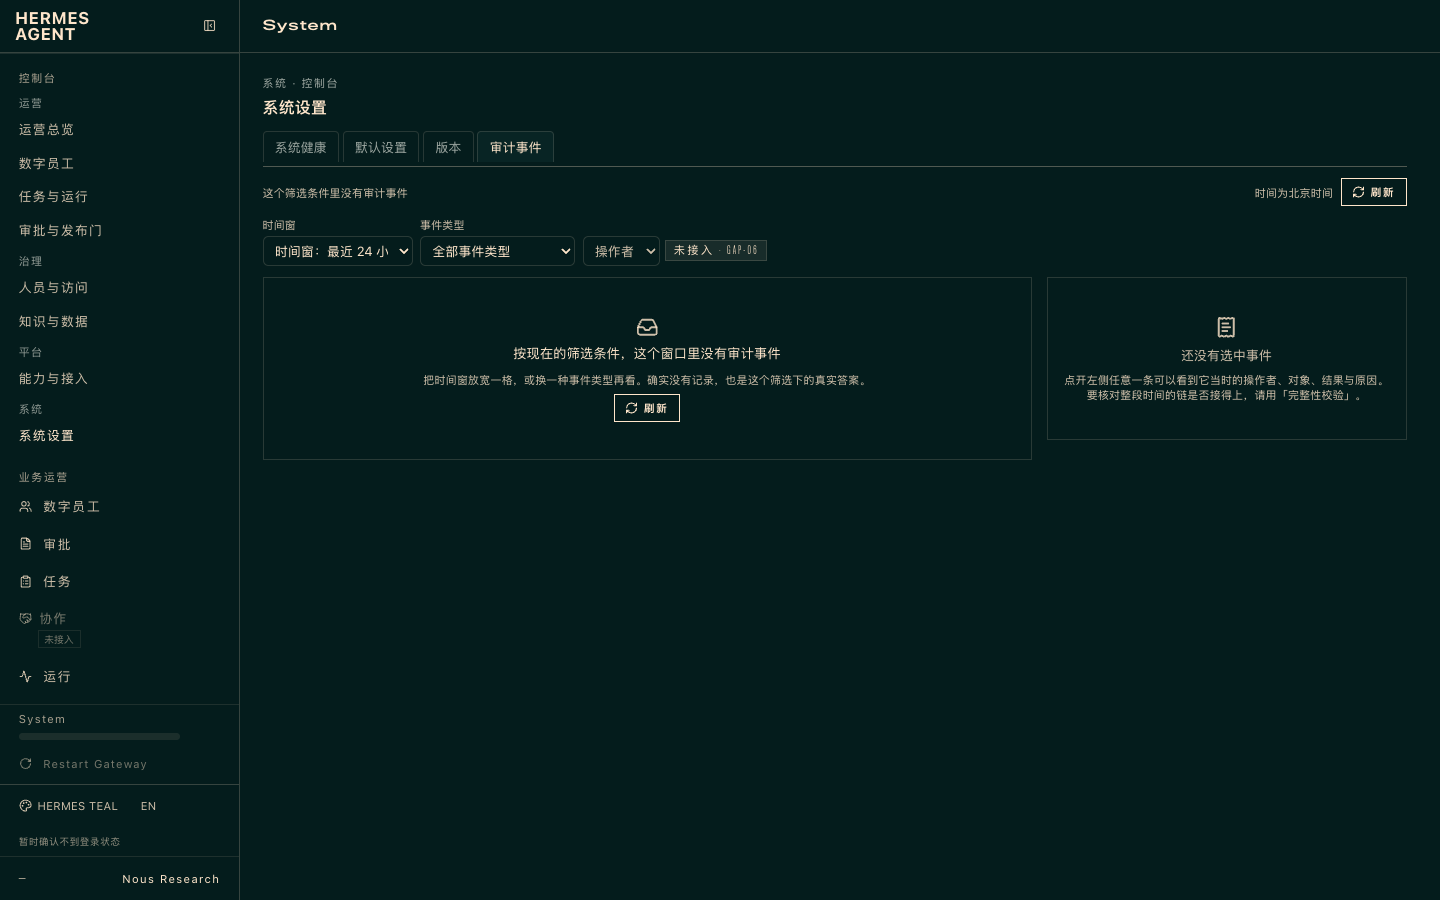 HERMES
AGENT
控制台
运营
运营总览
数字员工
任务与运行
审批与发布门
治理
人员与访问
知识与数据
平台
能力与接入
系统
系统设置
业务运营
数字员工
审批
任务
协作
未接入
运行
System
Restart Gateway
HERMES TEAL EN
暂时确认不到登录状态
– Nous Research
System
系统 · 控制台
系统设置
系统健康 默认设置 版本 审计事件
这个筛选条件里没有审计事件
时间为北京时间 刷新
时间窗 事件类型
时间窗：最近 24 小 全部事件类型 操作者 未接入 · GAP-06
按现在的筛选条件，这个窗口里没有审计事件
把时间窗放宽一格，或换一种事件类型再看。确实没有记录，也是这个筛选下的真实答案。
刷新
还没有选中事件
点开左侧任意一条可以看到它当时的操作者、对象、结果与原因。
要核对整段时间的链是否接得上，请用「完整性校验」。